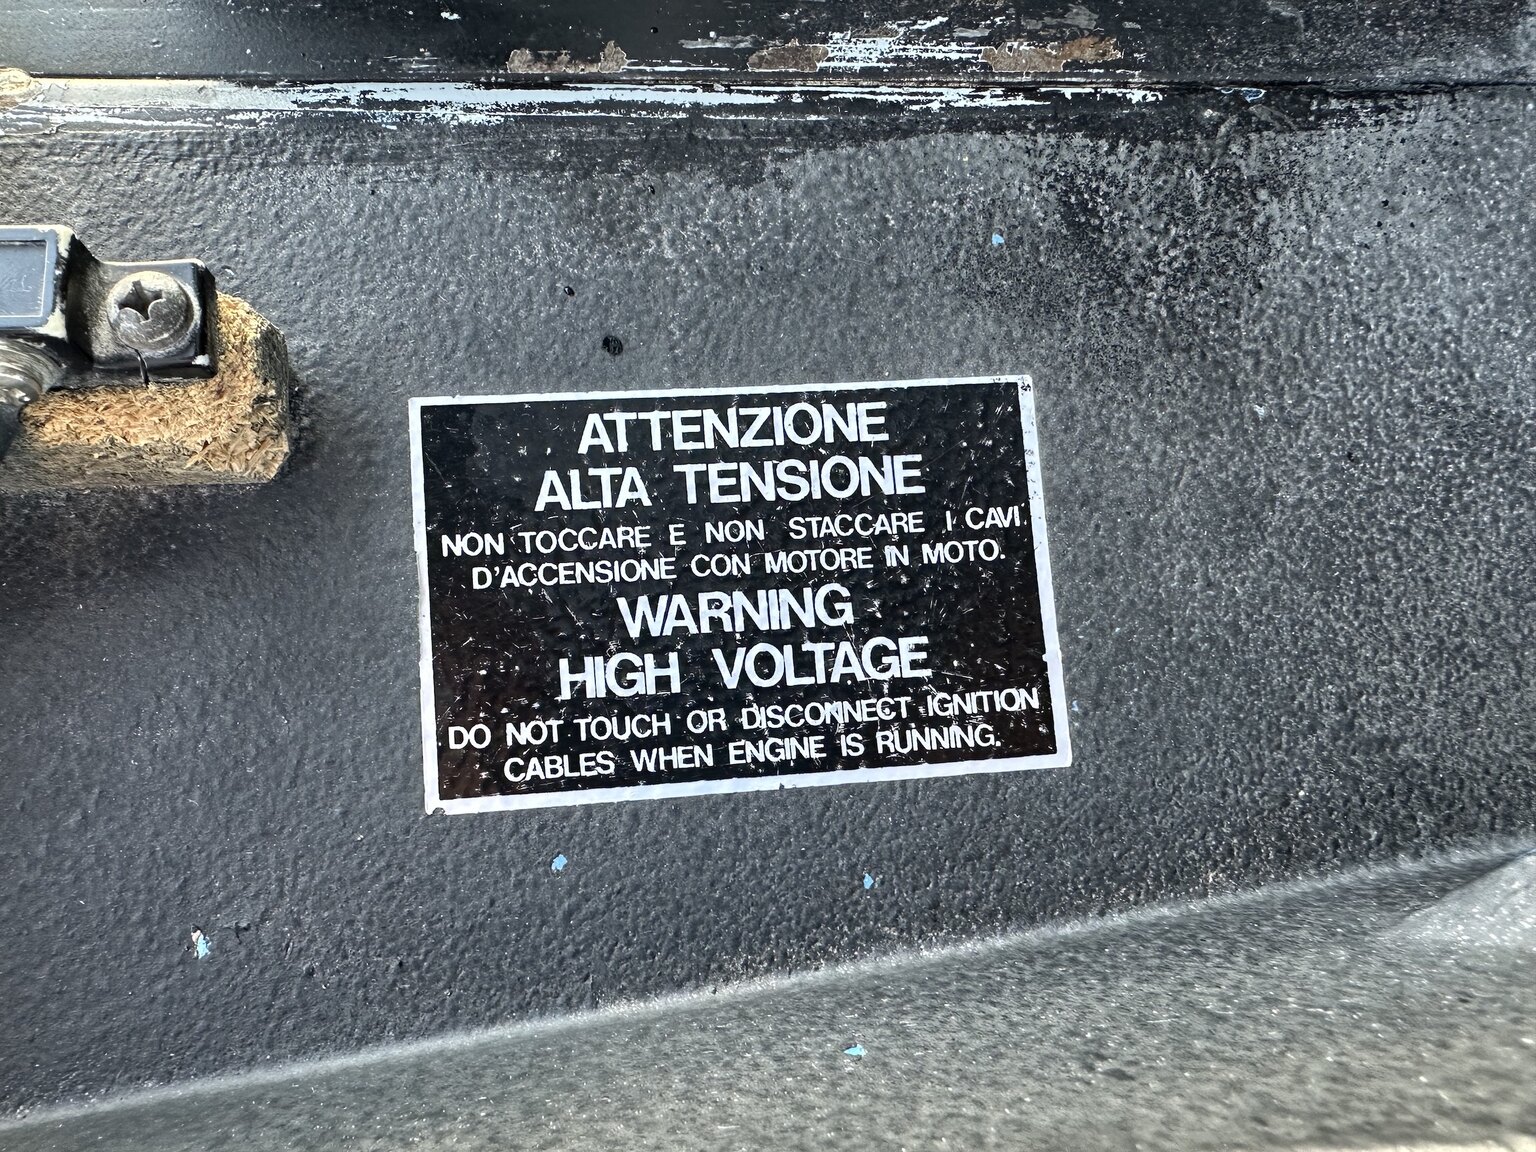 ATTENZIONE
ALTA TENSIONE
NON TOCCARE E NON STACCARE I CAVI
D'ACCENSIONE CON MOTORE IN MOTO.
WARNING
HIGH VOLTAGE
DO NOT TOUCH OR DISCONNECT IGNITION
CABLES WHEN ENGINE IS RUNNING.